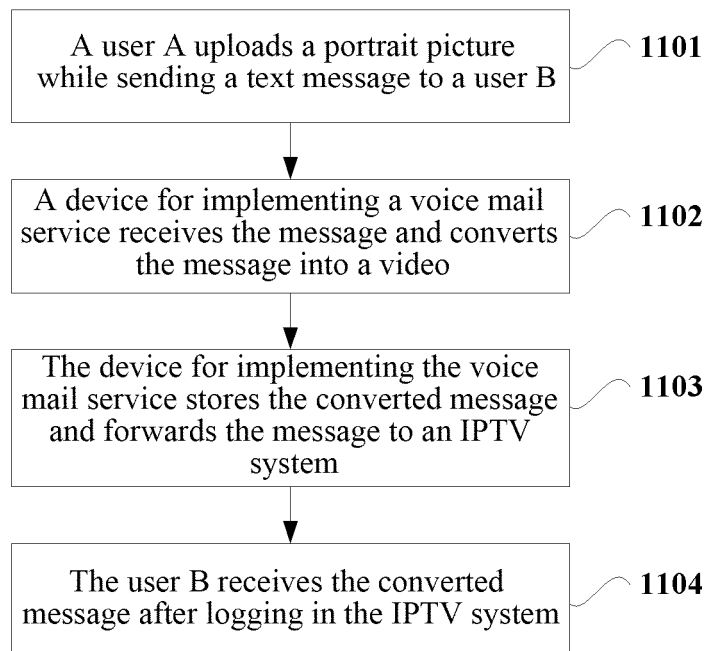 A user A uploads a portrait picture
while sending a text message to a user B
1101
A device for implementing a voice mail
service receives the message and converts
the message into a video
1102
The device for implementing the voice
mail service stores the converted message
and forwards the message to an IPTV
system
1103
The user B receives the converted
message after logging in the IPTV system
1104